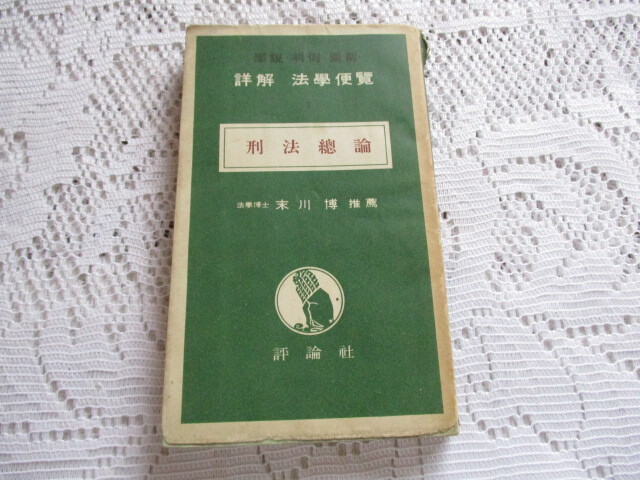 詳解 法學便覽
刑法總論
法學博士 末川博 推薦
評論社